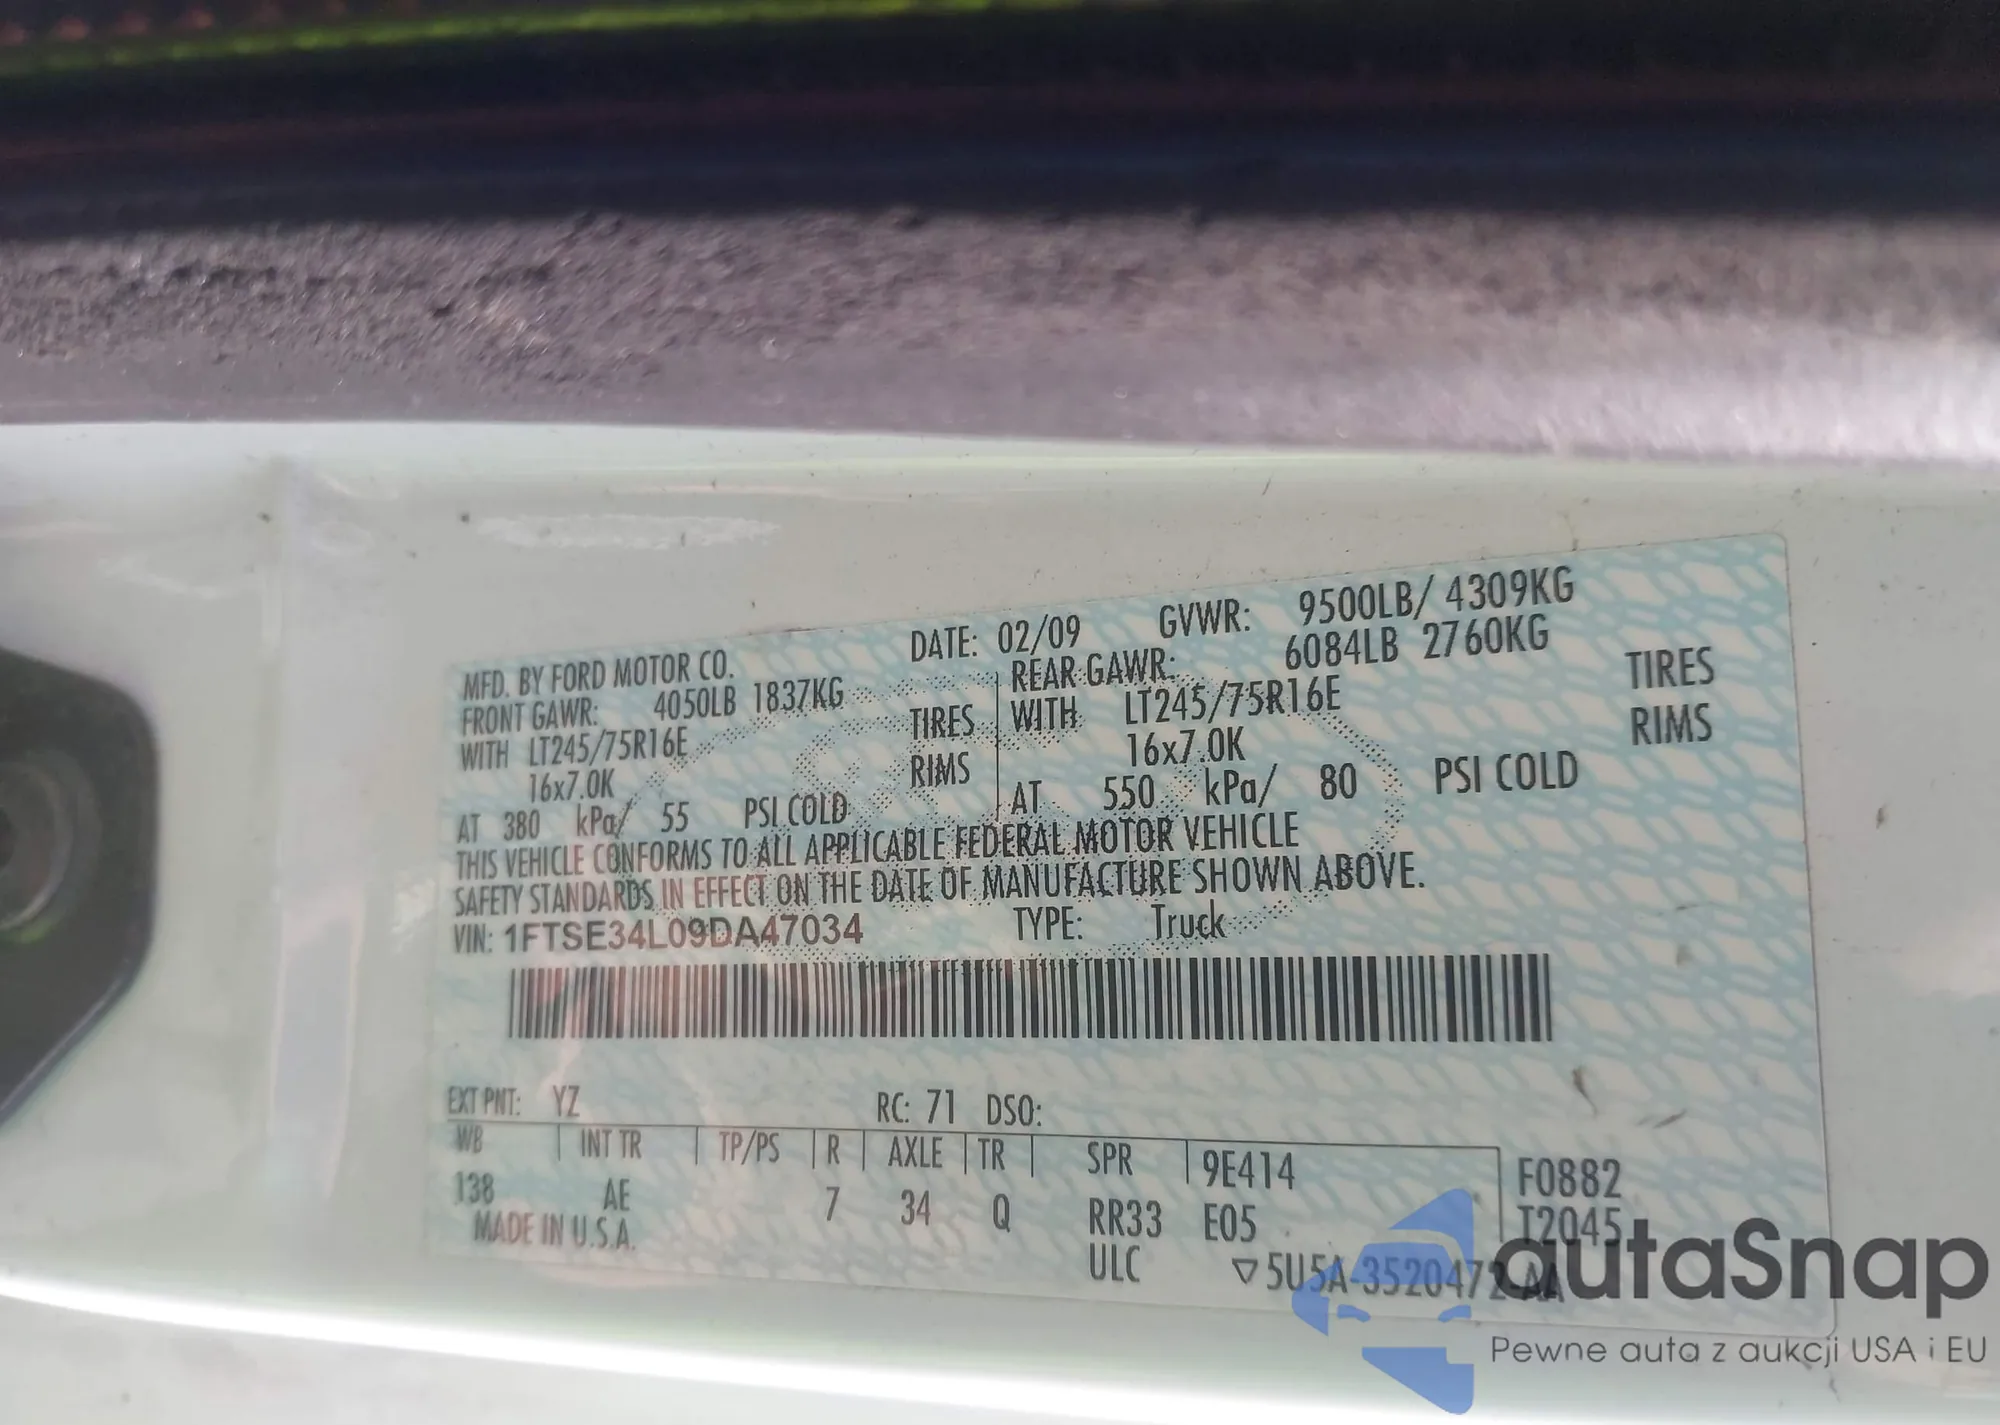 MFD. BY FORD MOTOR CO. DATE: 02/09 GVWR: 9500LB/ 4309KG
FRONT GAWR: 4050LB 1837KG REAR GAWR: 6084LB 2760KG
WITH LT245/75R16E TIRES WITH LT245/75R16E TIRES
16x7.0K RIMS 16x7.0K RIMS
AT 380 kPa/ 55 PSI COLD AT 550 kPa/ 80 PSI COLD
THIS VEHICLE CONFORMS TO ALL APPLICABLE FEDERAL MOTOR VEHICLE
SAFETY STANDARDS IN EFFECT ON THE DATE OF MANUFACTURE SHOWN ABOVE.
VIN: 1FTSE34L09DA47034 TYPE: Truck
EXT PNT: YZ RC: 71 DSO:
WB INT TR TP/PS R AXLE TR SPR 9E414 F0882
138 AE 7 34 Q RR33 E05 T2045
MADE IN U.S.A. ULC ▽5U5A-3520472-AA
autaSnap
Pewne auta z aukcji USA i EU